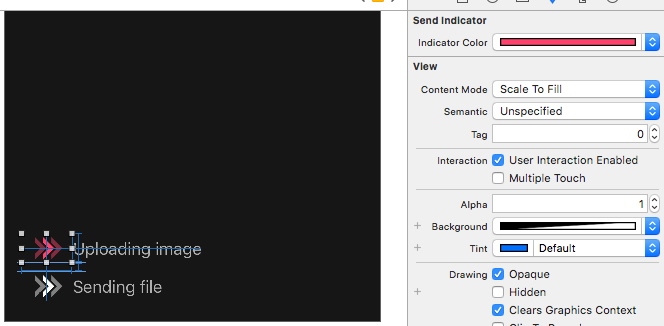 Send Indicator
Indicator Color
View
Content Mode Scale To Fill
Semantic Unspecified
Tag 0
Interaction User Interaction Enabled
Multiple Touch
Alpha 1
Background
Tint Default
Drawing Opaque
Hidden
Clears Graphics Context
Uploading image
Sending file